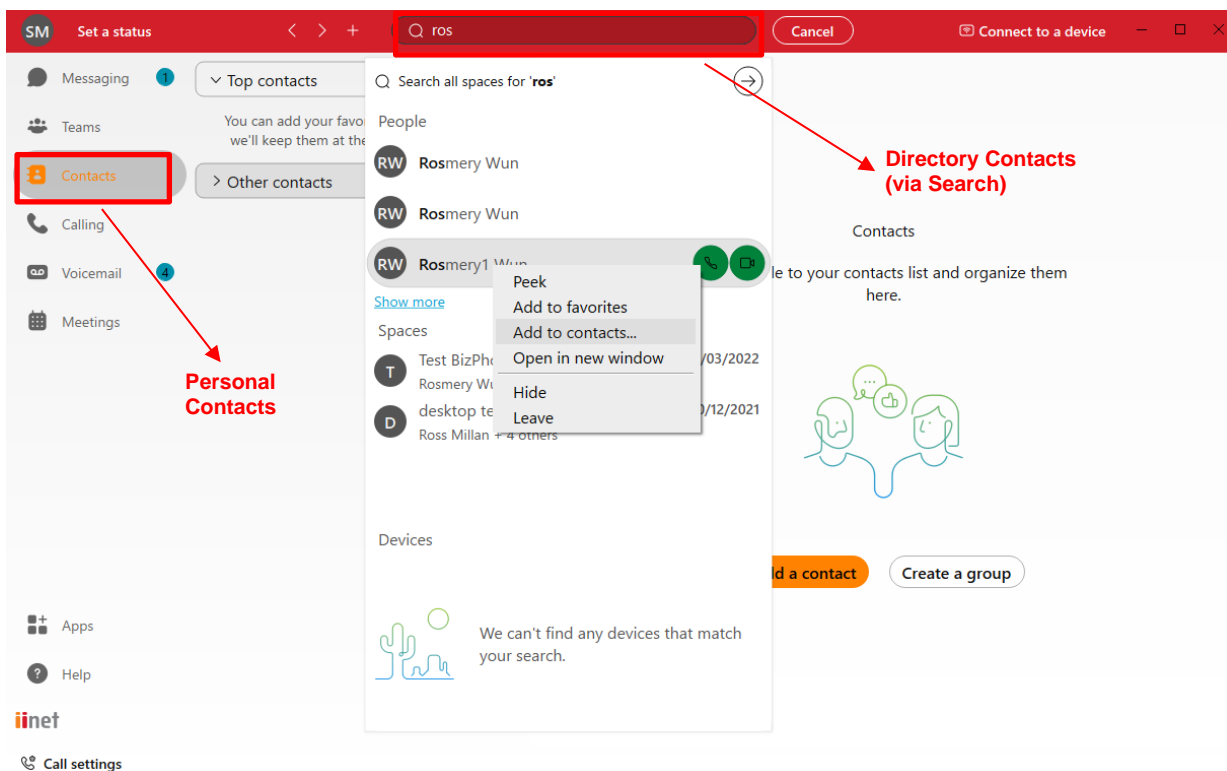 SM Set a status
ros
Cancel
Connect to a device
Messaging 1
Teams
Contacts
Calling
Voicemail 4
Meetings
Apps
Help
iinet
Call settings
Top contacts
You can add your favo
we'll keep them at the
Other contacts
Search all spaces for 'ros'
People
RW Rosmery Wun
RW Rosmery Wun
RW Rosmery1 Wun
Show more
Spaces
T Test BizPho /03/2022
Rosmery Wu
D desktop te 0/12/2021
Ross Millan + 4 others
Devices
We can't find any devices that match
your search.
Peek
Add to favorites
Add to contacts...
Open in new window
Hide
Leave
Directory Contacts
(via Search)
Personal
Contacts
Contacts
le to your contacts list and organize them
here.
d a contact
Create a group